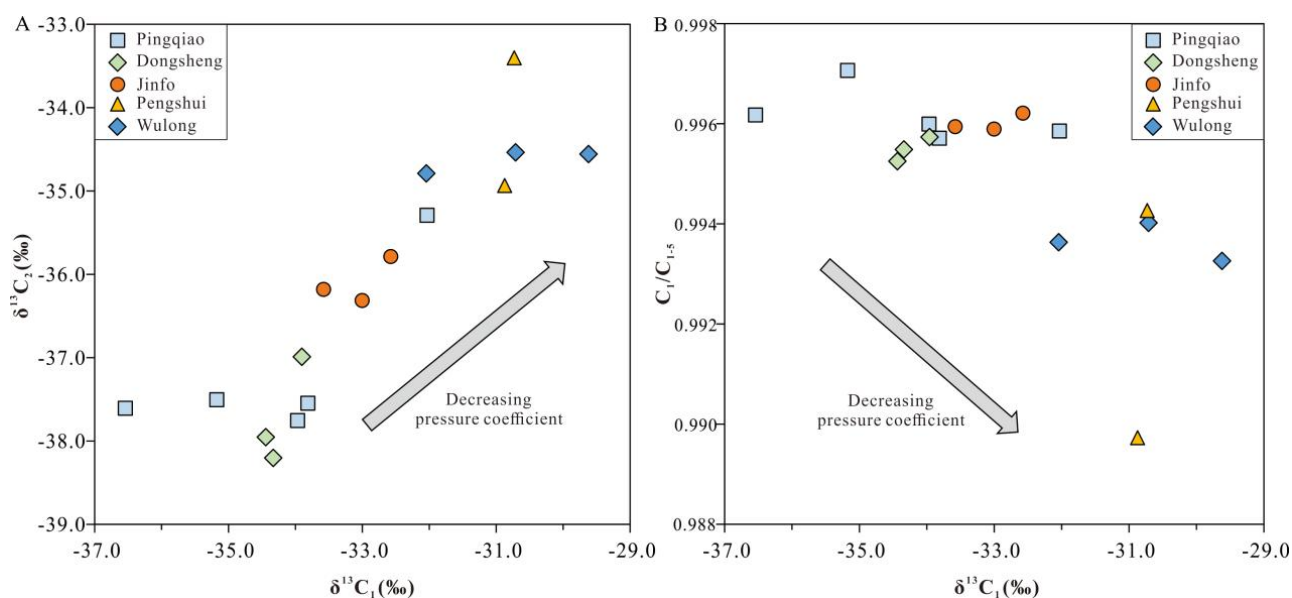 A
-33.0
-34.0
-35.0
-36.0
-37.0
-38.0
-39.0
δ¹³C₂(‰)
Pingqiao
Dongsheng
Jinfo
Pengshui
Wulong
Decreasing
pressure coefficient
-37.0 -35.0 -33.0 -31.0 -29.0
δ¹³C₁(‰)
B
0.998
0.996
0.994
0.992
0.990
0.988
C₁/C₁₋₅
Pingqiao
Dongsheng
Jinfo
Pengshui
Wulong
Decreasing
pressure coefficient
-37.0 -35.0 -33.0 -31.0 -29.0
δ¹³C₁(‰)